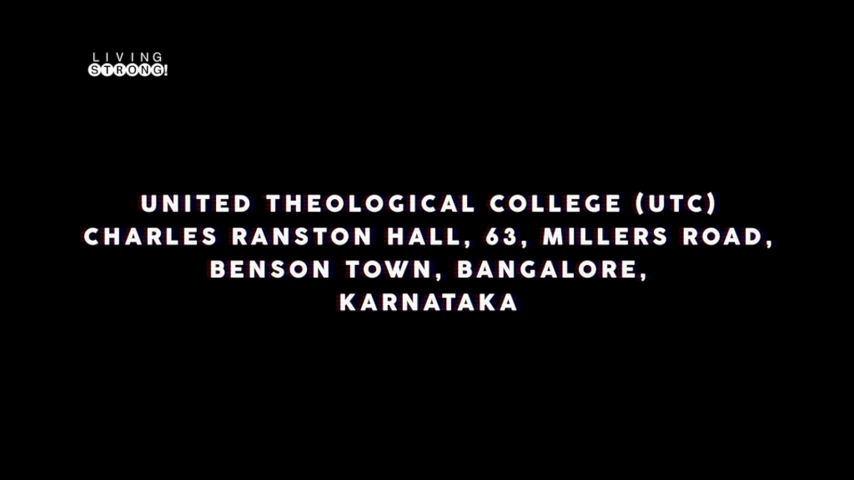 LIVING
STRONG!
UNITED THEOLOGICAL COLLEGE (UTC)
CHARLES RANSTON HALL, 63, MILLERS ROAD,
BENSON TOWN, BANGALORE,
KARNATAKA